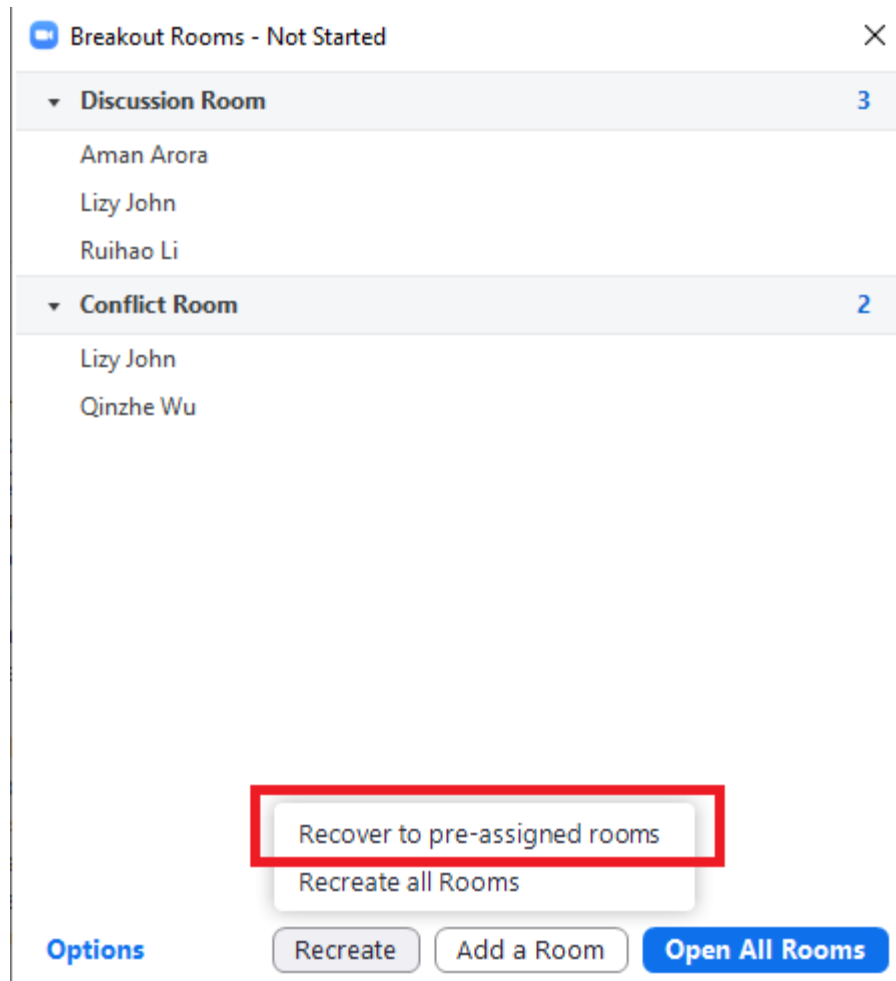 Breakout Rooms - Not Started
Discussion Room 3
Aman Arora
Lizy John
Ruihao Li
Conflict Room 2
Lizy John
Qinzhe Wu
Recover to pre-assigned rooms
Recreate all Rooms
Options Recreate Add a Room Open All Rooms